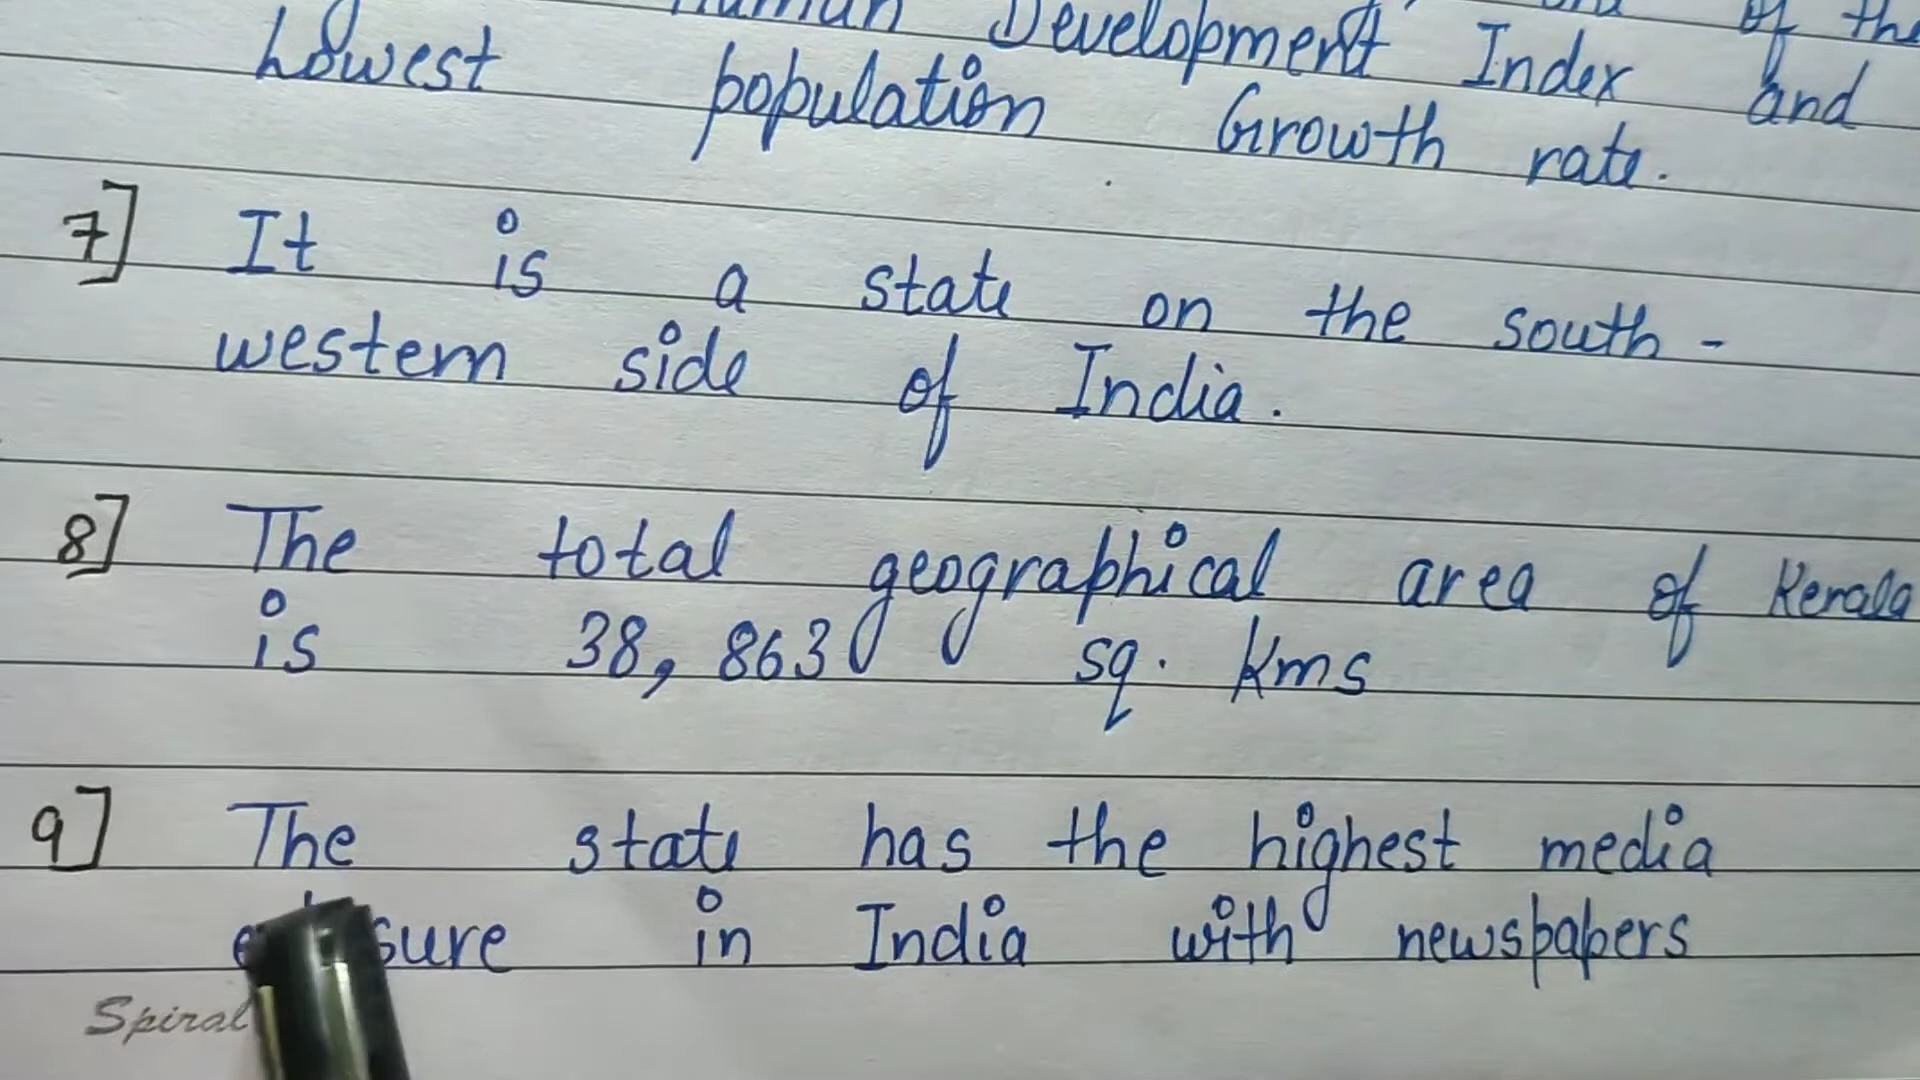 Human Development Index and
Lowest population Growth rate.
7] It is a state on the south-
western side of India.
8] The total geographical area of Kerala
is 38,863 sq. Kms
9] The state has the highest media
in India with newspapers
Spiral